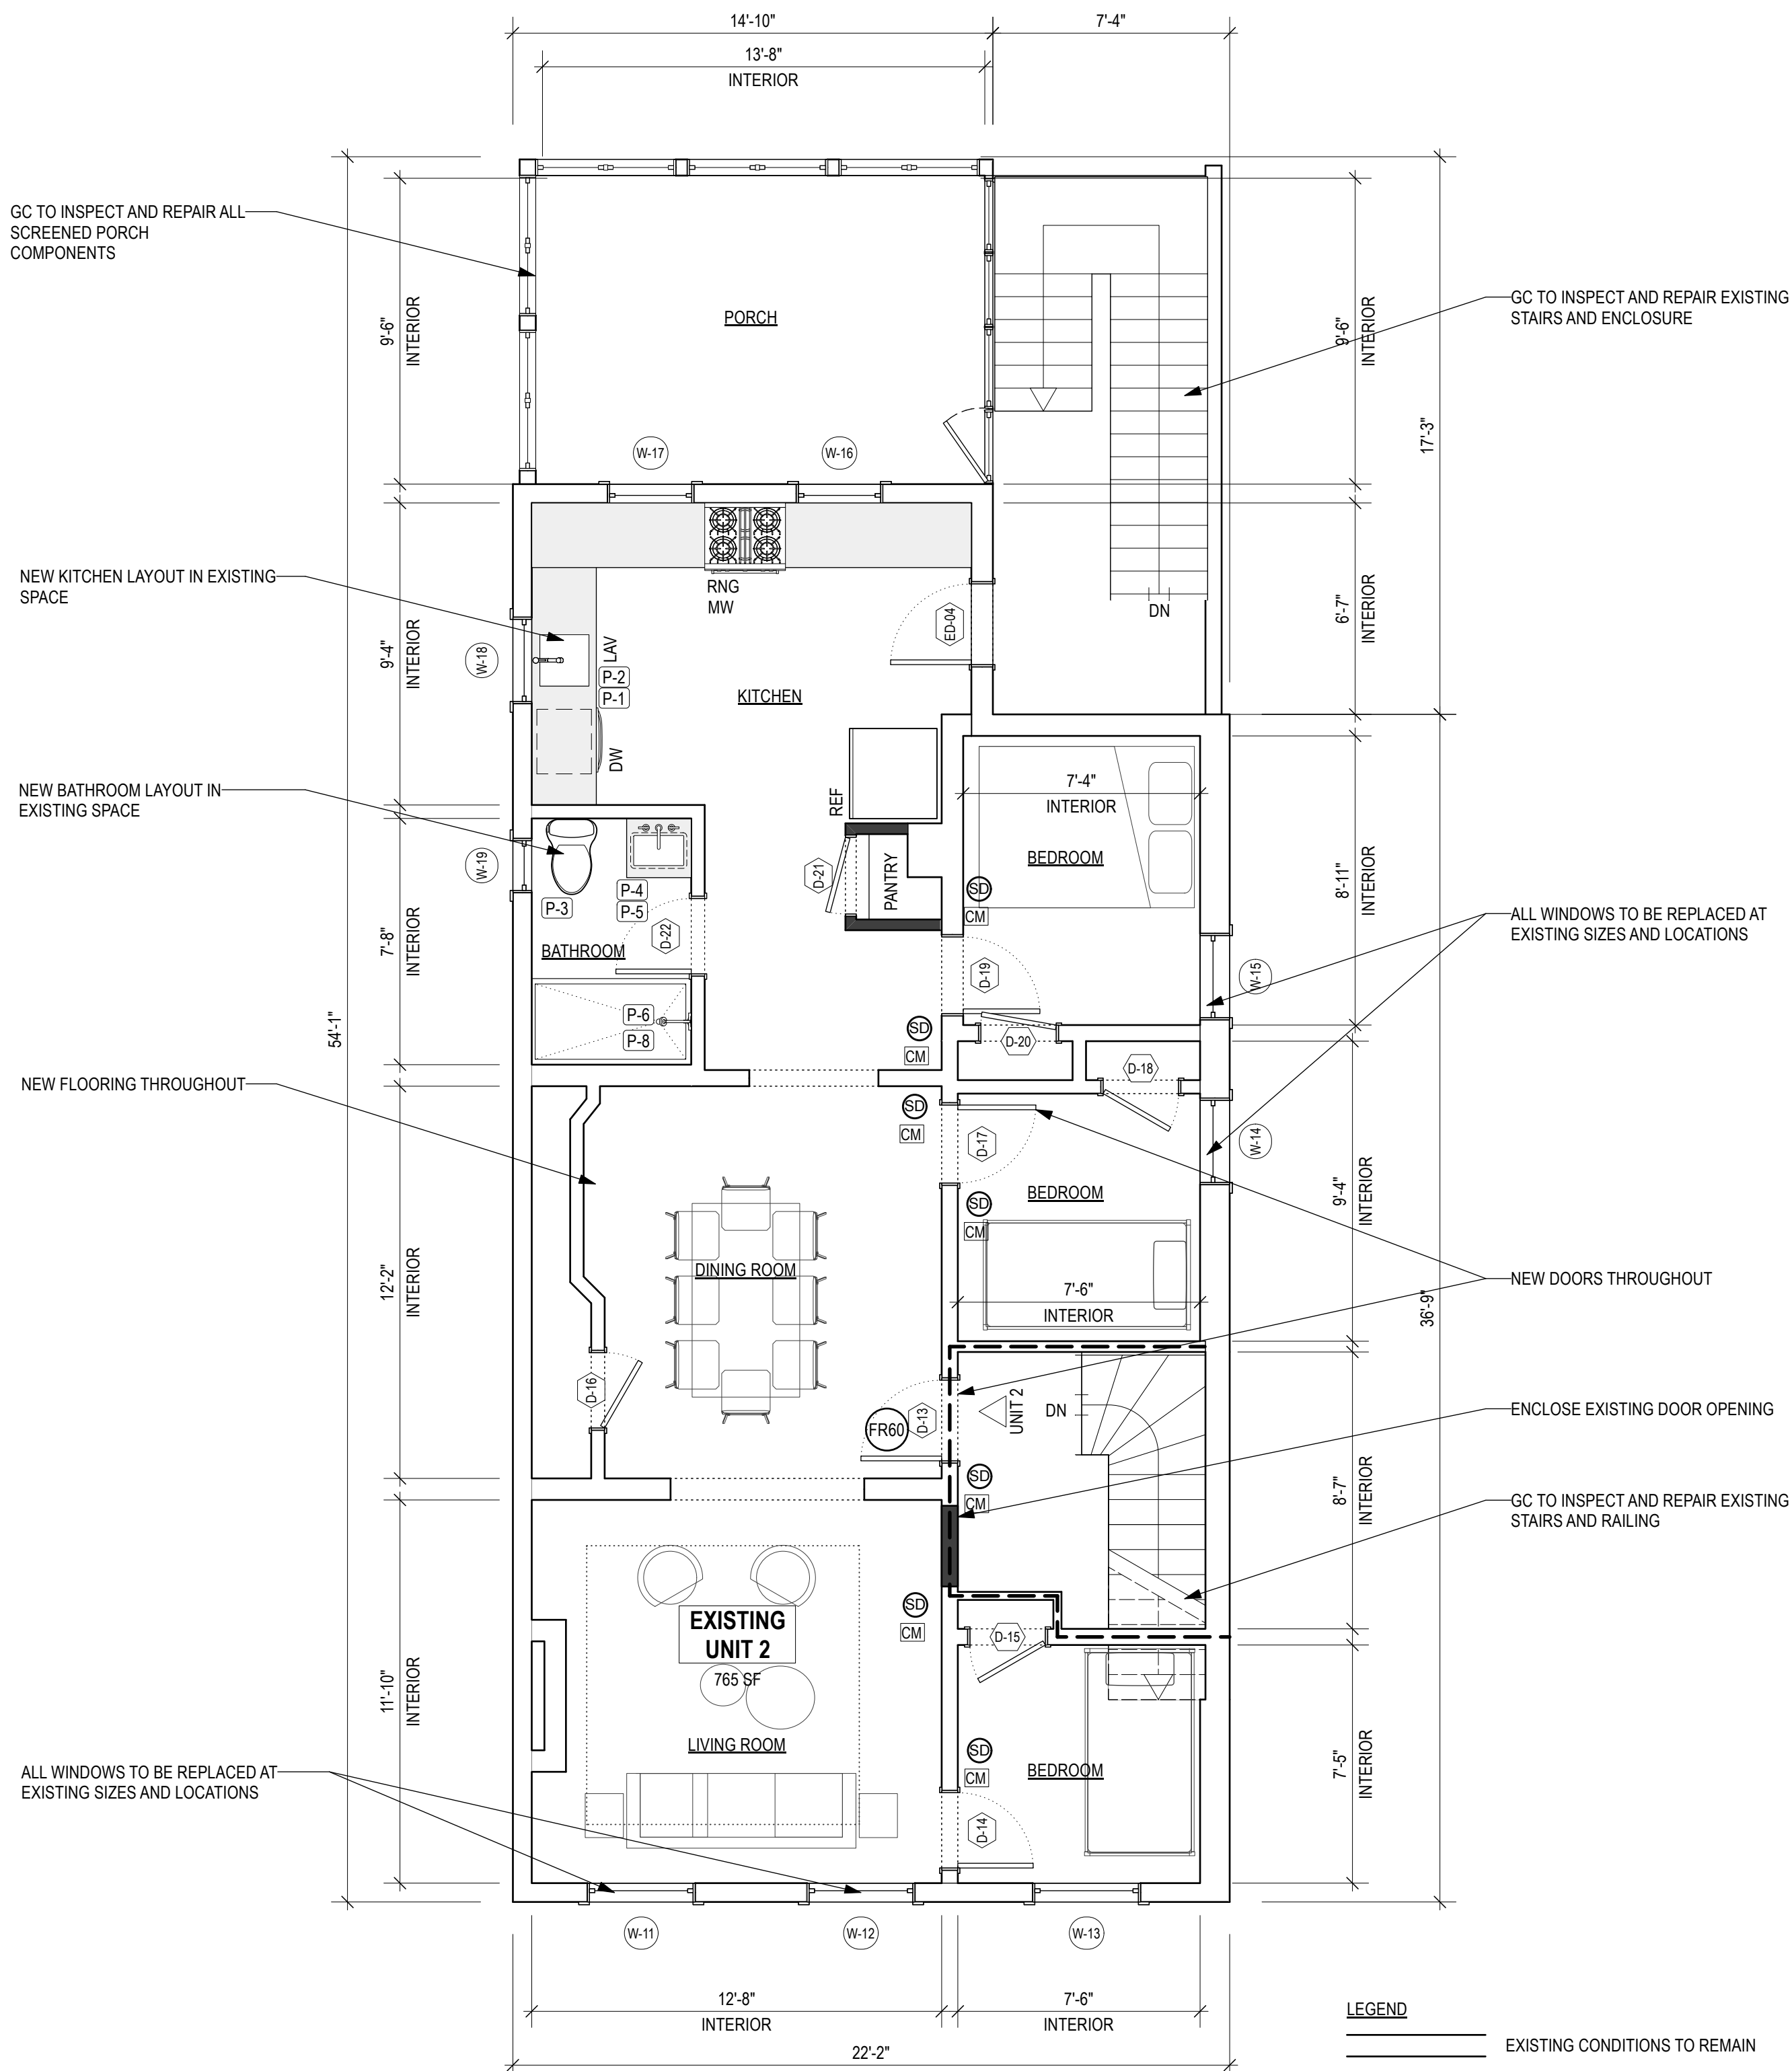 14'-10"
7'-4"
13'-8"
INTERIOR
GC TO INSPECT AND REPAIR ALL
SCREENED PORCH
COMPONENTS
9'-6"
INTERIOR
PORCH
9'-6"
INTERIOR
GC TO INSPECT AND REPAIR EXISTING
STAIRS AND ENCLOSURE
17'-3"
W-17
W-16
NEW KITCHEN LAYOUT IN EXISTING
SPACE
RNG
MW
ED-04
DN
6'-7"
INTERIOR
9'-4"
INTERIOR
W-18
LAV
P-2
P-1
KITCHEN
DW
REF
7'-4"
INTERIOR
NEW BATHROOM LAYOUT IN
EXISTING SPACE
W-19
P-3
P-4
P-5
D-22
BATHROOM
D-21
PANTRY
BEDROOM
SD
CM
8'-11"
INTERIOR
ALL WINDOWS TO BE REPLACED AT
EXISTING SIZES AND LOCATIONS
7'-8"
INTERIOR
D-19
W-15
P-6
P-8
54'-1"
SD
CM
D-20
D-18
NEW FLOORING THROUGHOUT
SD
CM
D-17
W-14
BEDROOM
SD
CM
9'-4"
INTERIOR
12'-2"
INTERIOR
DINING ROOM
7'-6"
INTERIOR
NEW DOORS THROUGHOUT
36'-9"
D-16
FR60
D-13
UNIT 2
DN
ENCLOSE EXISTING DOOR OPENING
SD
CM
8'-7"
INTERIOR
GC TO INSPECT AND REPAIR EXISTING
STAIRS AND RAILING
EXISTING
UNIT 2
765 SF
SD
CM
D-15
11'-10"
INTERIOR
LIVING ROOM
SD
CM
BEDROOM
7'-5"
INTERIOR
ALL WINDOWS TO BE REPLACED AT
EXISTING SIZES AND LOCATIONS
D-14
W-11
W-12
W-13
12'-8"
INTERIOR
7'-6"
INTERIOR
22'-2"
LEGEND
EXISTING CONDITIONS TO REMAIN